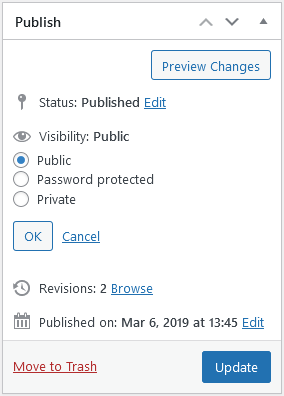 Publish
Preview Changes
Status: Published Edit
Visibility: Public
Public
Password protected
Private
OK Cancel
Revisions: 2 Browse
Published on: Mar 6, 2019 at 13:45 Edit
Move to Trash Update